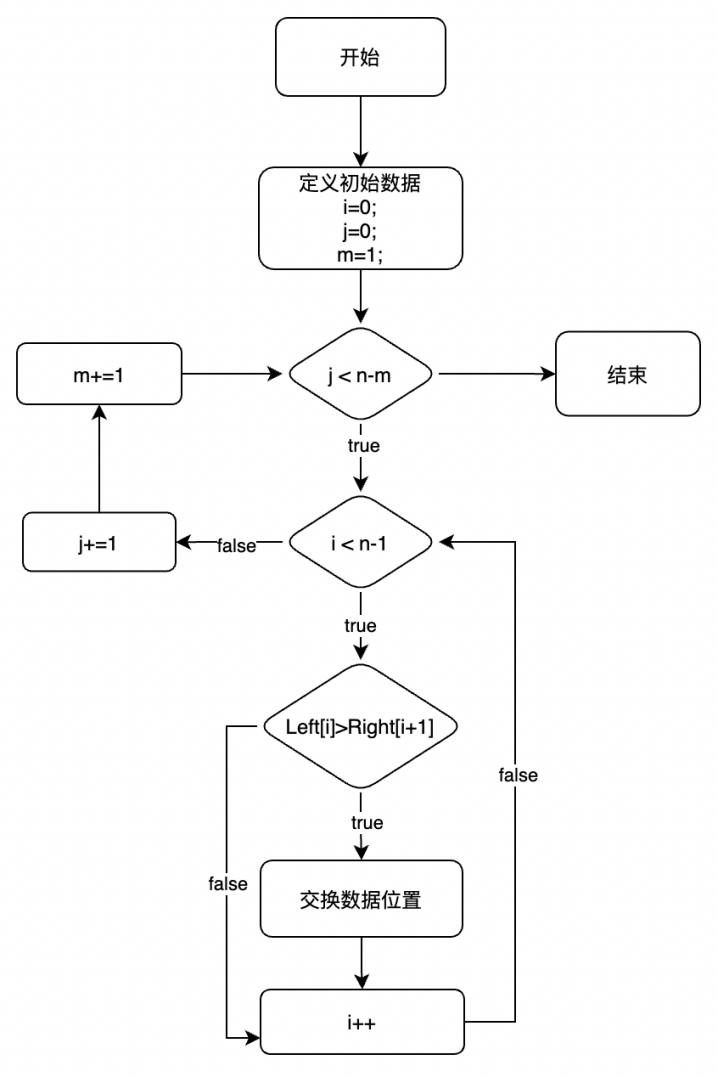 开始
定义初始数据
i=0;
j=0;
m=1;
m+=1
j < n-m
结束
true
j+=1
false
i < n-1
true
Left[i]>Right[i+1]
false
true
false
交换数据位置
i++